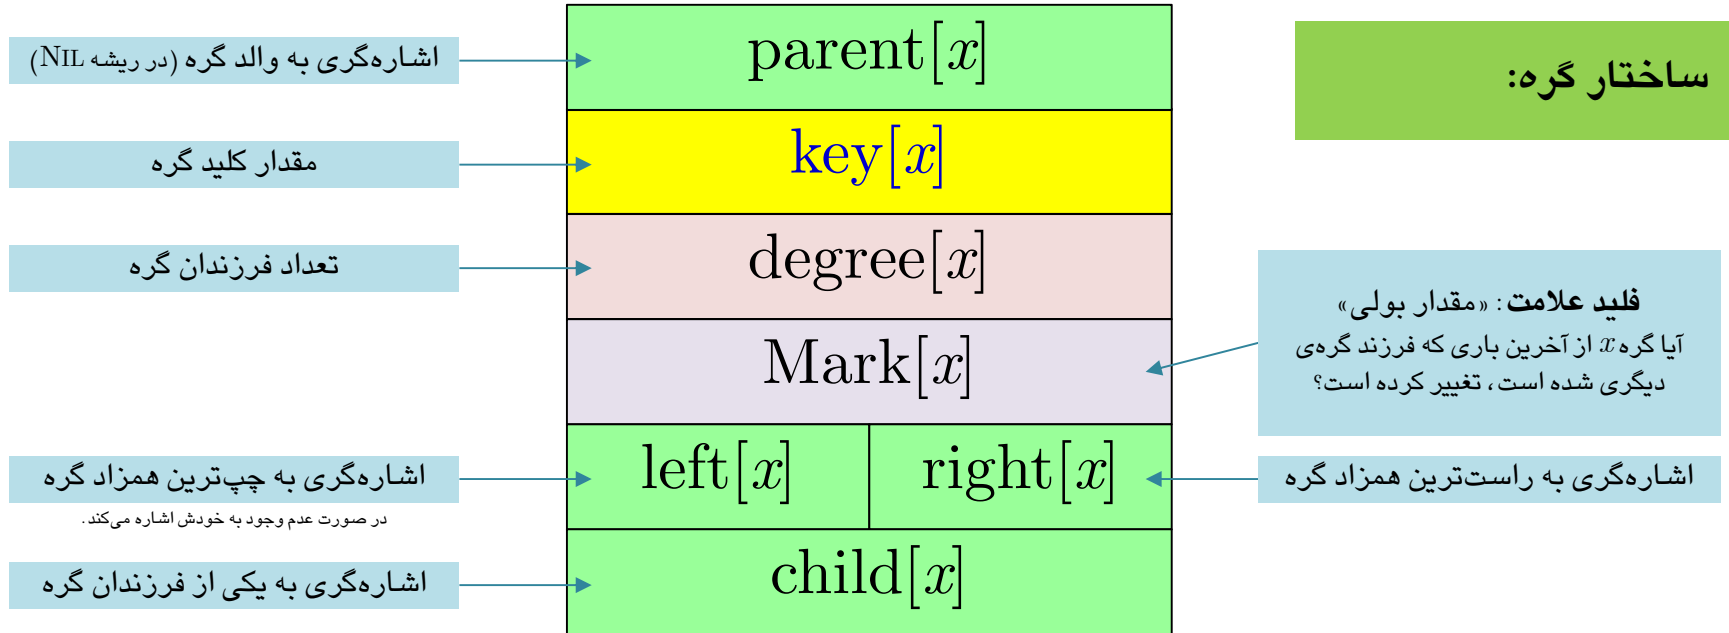 ساختار گره:
parent[x]
اشاره‌گری به والد گره (در ریشه NIL)
key[x]
مقدار کلید گره
degree[x]
تعداد فرزندان گره
Mark[x]
فلید علامت: «مقدار بولی»
آیا گره x از آخرین باری که فرزند گره‌ی
دیگری شده است، تغییر کرده است؟
left[x] right[x]
اشاره‌گری به راست‌ترین همزاد گره
اشاره‌گری به چپ‌ترین همزاد گره
در صورت عدم وجود به خودش اشاره می‌کند.
child[x]
اشاره‌گری به یکی از فرزندان گره